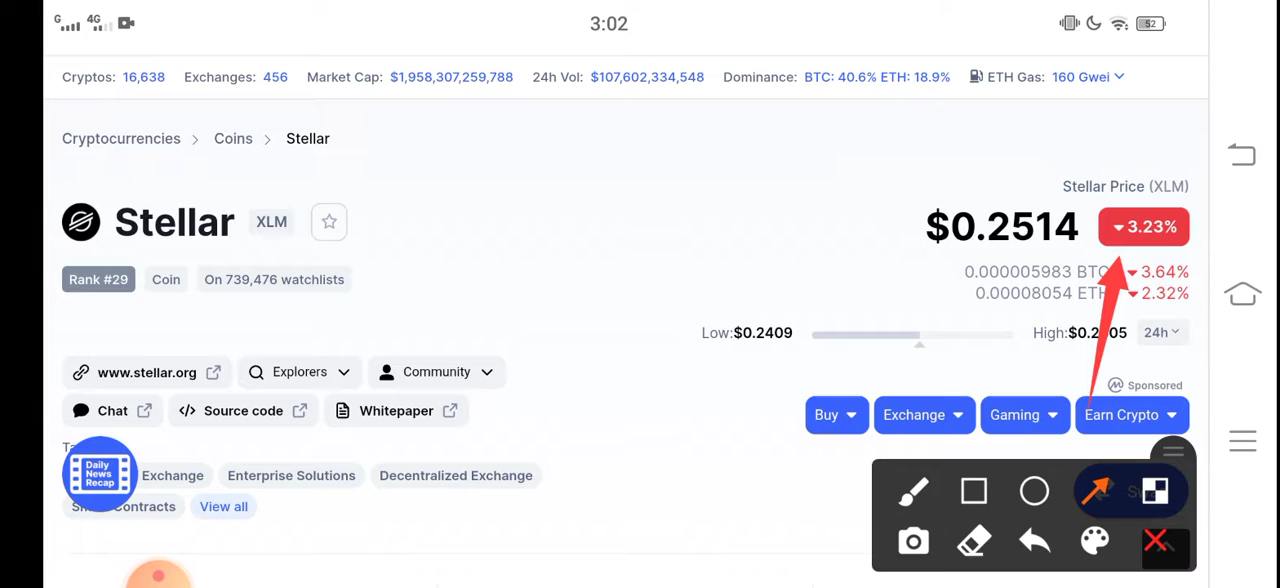 G 4G 3:02 52
Cryptos: 16,638 Exchanges: 456 Market Cap: $1,958,307,259,788 24h Vol: $107,602,334,548 Dominance: BTC: 40.6% ETH: 18.9% ETH Gas: 160 Gwei
Cryptocurrencies > Coins > Stellar
Stellar Price (XLM)
Stellar XLM $0.2514 3.23%
0.000005983 BTC 3.64%
Rank #29 Coin On 739,476 watchlists
0.00008054 ETH 2.32%
Low:$0.2409 High: 24h
www.stellar.org Explorers Community
Sponsored
Chat Source code Whitepaper
Buy Exchange Gaming Earn Crypto
Daily
News
Recap
Exchange Enterprise Solutions Decentralized Exchange
Contracts View all